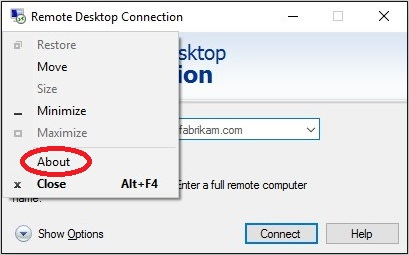 Remote Desktop Connection
Restore
sktop
Move
ion
Size
Minimize
fabrikam.com
Maximize
About
Close Alt+F4
Enter a full remote computer
name.
Show Options
Connect
Help